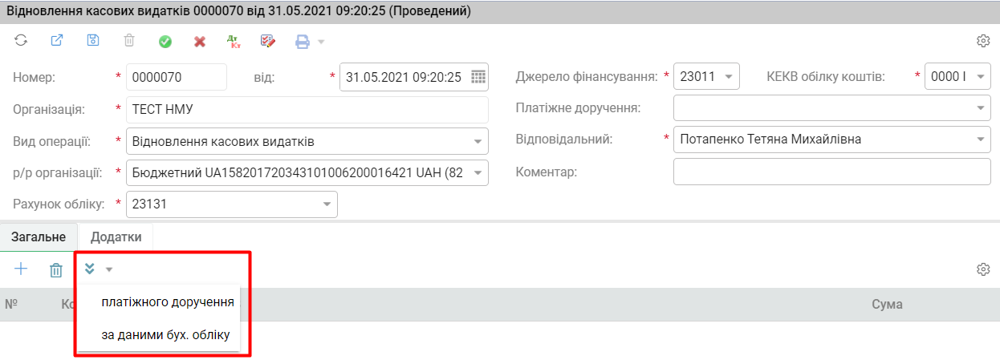 Відновлення касових видатків 0000070 від 31.05.2021 09:20:25 (Проведений)
Дт Кт
Номер: * 0000070 від: * 31.05.2021 09:20:25 Джерело фінансування: * 23011 КЕКВ обілку коштів: * 0000 І
Організація: * ТЕСТ НМУ Платіжне доручення:
Вид операції: * Відновлення касових видатків Відповідальний: * Потапенко Тетяна Михайлівна
р/р організації: * Бюджетний UA158201720343101006200016421 UAH (82 Коментар:
Рахунок обліку: * 23131
Загальне Додатки
№ Ко Сума
платіжного доручення
за даними бух. обліку